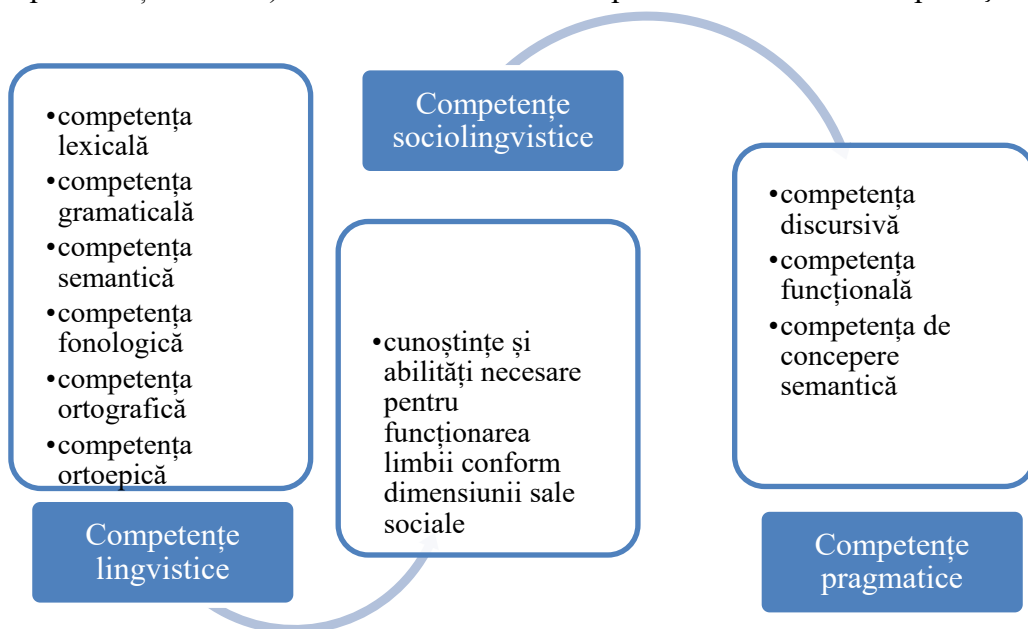 •competența
lexicală
•competența
gramaticală
•competența
semantică
•competența
fonologică
•competența
ortografică
•competența
ortoepică
Competențe
lingvistice
Competențe
sociolingvistice
•cunoștințe și
abilități necesare
pentru
funcționarea
limbii conform
dimensiunii sale
sociale
•competența
discursivă
•competența
funcțională
•competența de
concepere
semantică
Competențe
pragmatice